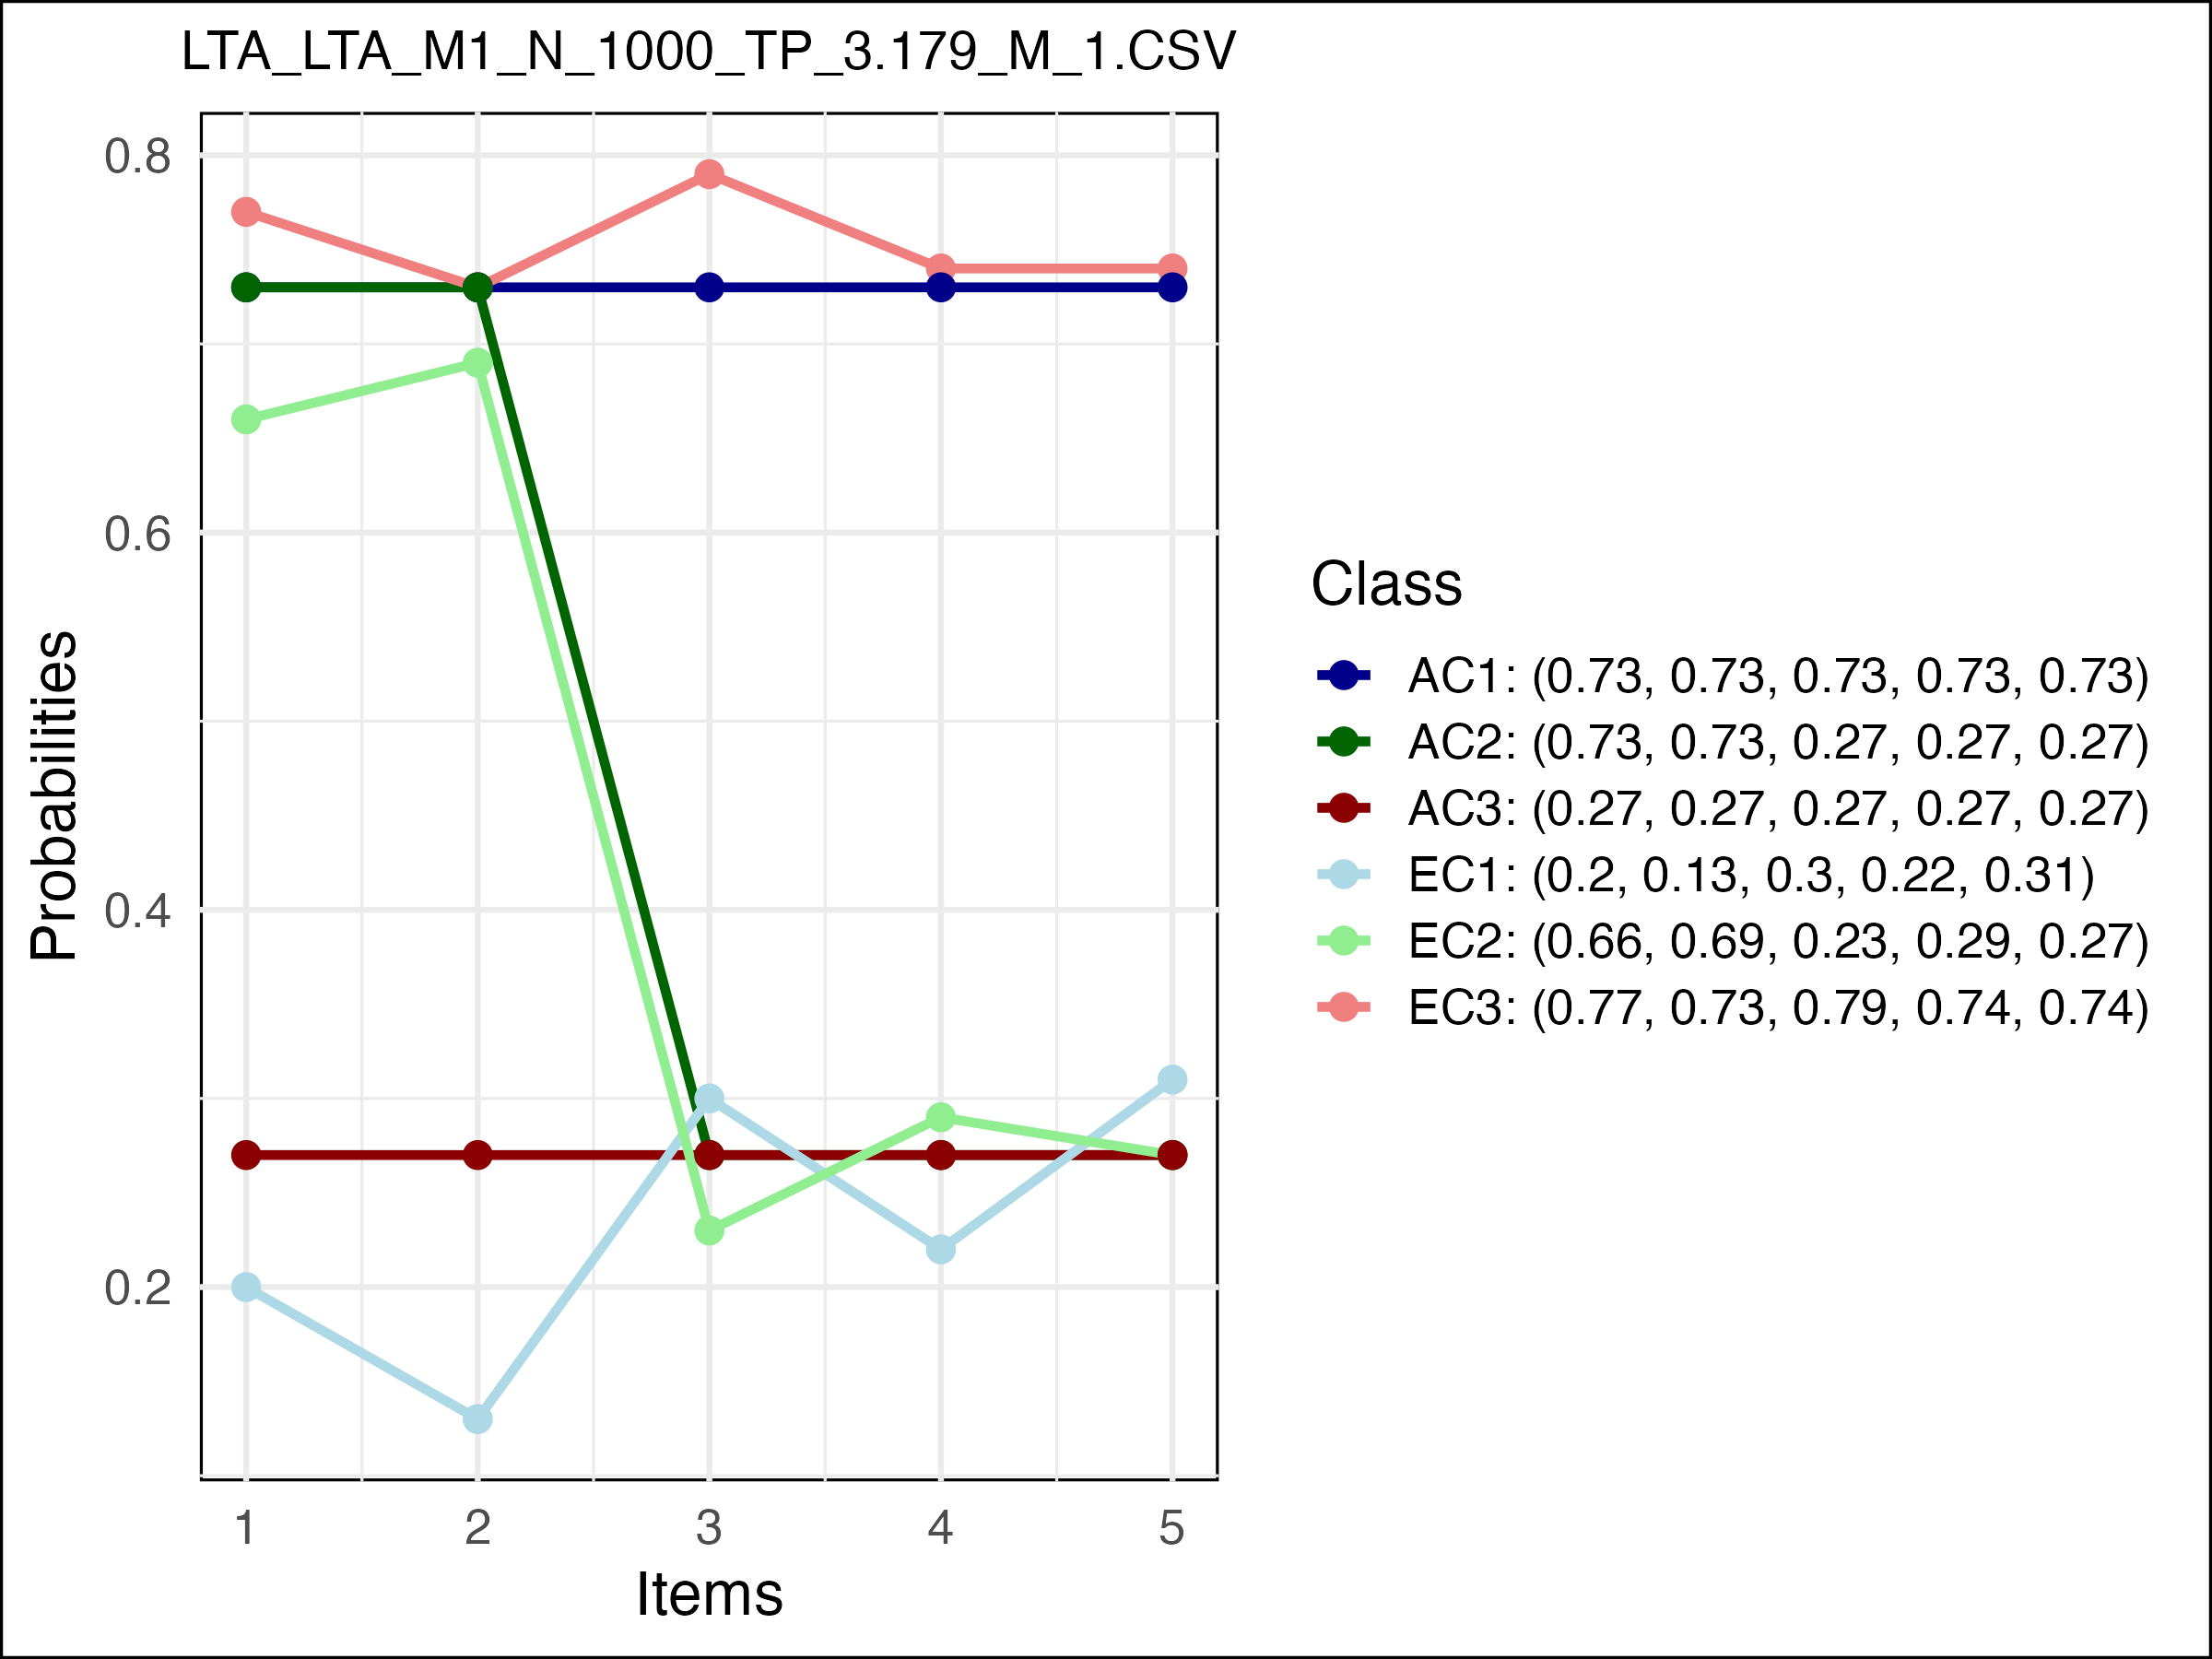 LTA_LTA_M1_N_1000_TP_3.179_M_1.CSV
0.8
0.6
0.4
0.2
Probabilities
1 2 3 4 5
Items
Class
AC1: (0.73, 0.73, 0.73, 0.73, 0.73)
AC2: (0.73, 0.73, 0.27, 0.27, 0.27)
AC3: (0.27, 0.27, 0.27, 0.27, 0.27)
EC1: (0.2, 0.13, 0.3, 0.22, 0.31)
EC2: (0.66, 0.69, 0.23, 0.29, 0.27)
EC3: (0.77, 0.73, 0.79, 0.74, 0.74)